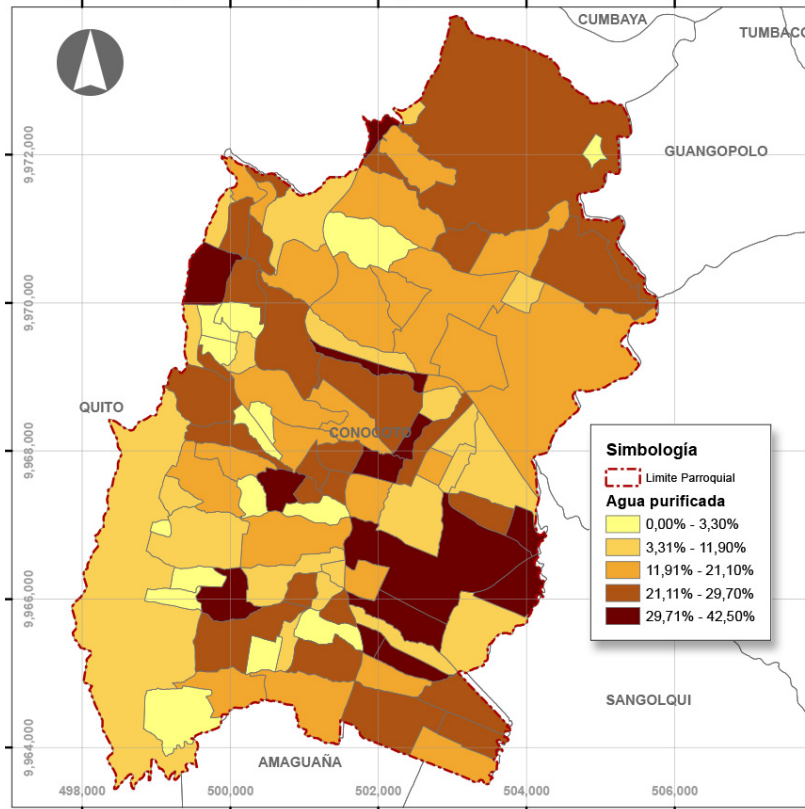 CUMBAYA
TUMBACO
GUANGOPOLO
9,972,000
9,970,000
QUITO
CONOCOTO
9,968,000
Simbología
Limite Parroquial
Agua purificada
0,00% - 3,30%
3,31% - 11,90%
11,91% - 21,10%
21,11% - 29,70%
29,71% - 42,50%
9,966,000
SANGOLQUI
9,964,000
AMAGUAÑA
498,000
500,000
502,000
504,000
506,000